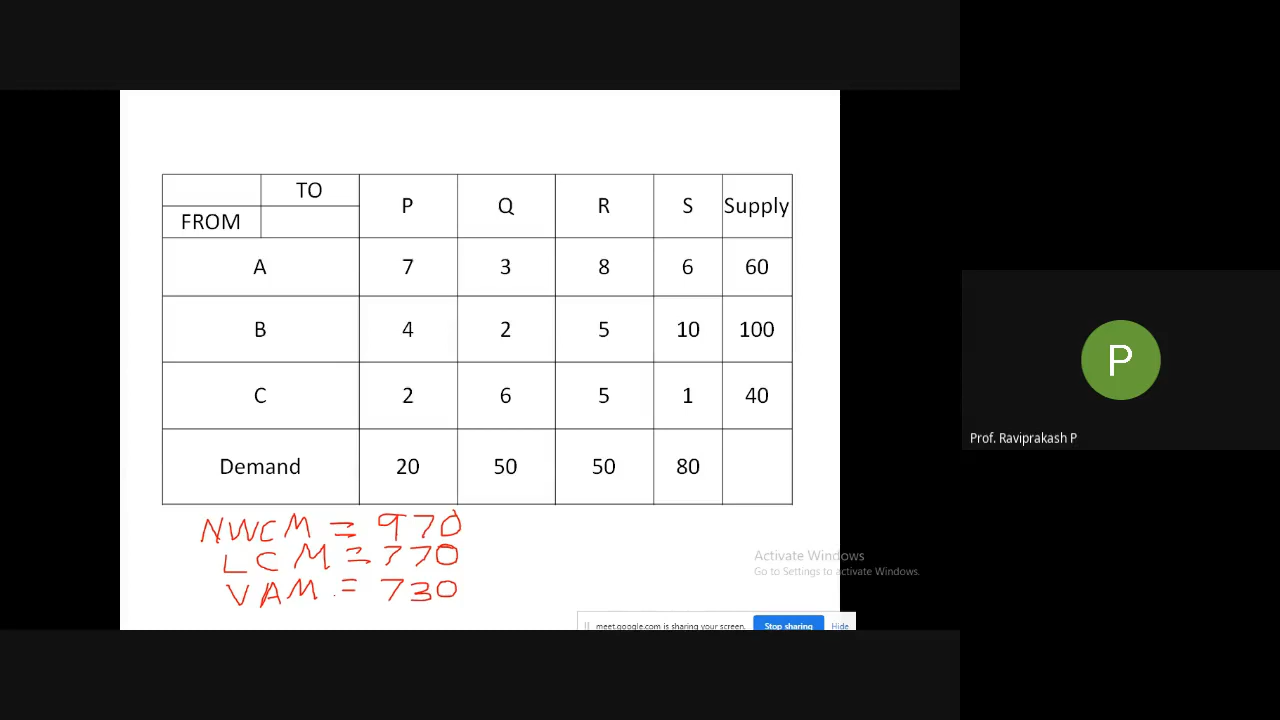 TO
FROM P Q R S Supply
A 7 3 8 6 60
B 4 2 5 10 100
C 2 6 5 1 40
Demand 20 50 50 80
NWCM = 970
LCM = 770
VAM = 730
Activate Windows
Go to Settings to activate Windows.
meet.google.com is sharing your screen. Stop sharing Hide
P
Prof. Raviprakash P